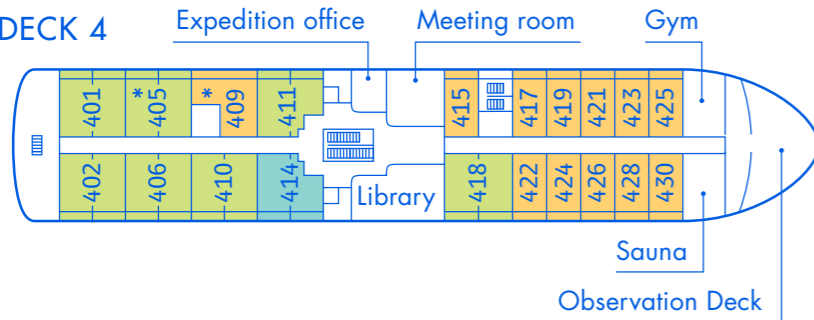 DECK 4
Expedition office
Meeting room
Gym
401
* 405
* 409
411
415
417
419
421
423
425
402
406
410
414
Library
418
422
424
426
428
430
Sauna
Observation Deck